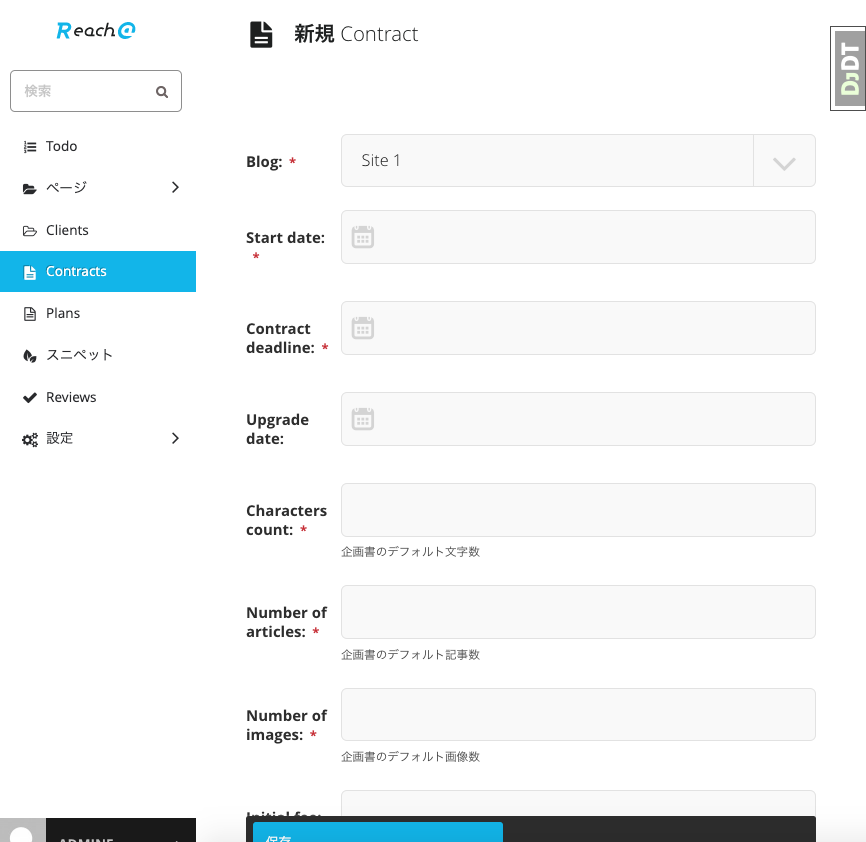 Reach@
新規 Contract
DjDT
検索
Todo
ページ
Clients
Contracts
Plans
スニペット
Reviews
設定
Blog: *
Site 1
Start date:
*
Contract
deadline: *
Upgrade
date:
Characters
count: *
企画書のデフォルト文字数
Number of
articles: *
企画書のデフォルト記事数
Number of
images: *
企画書のデフォルト画像数
Initial fee:
保存